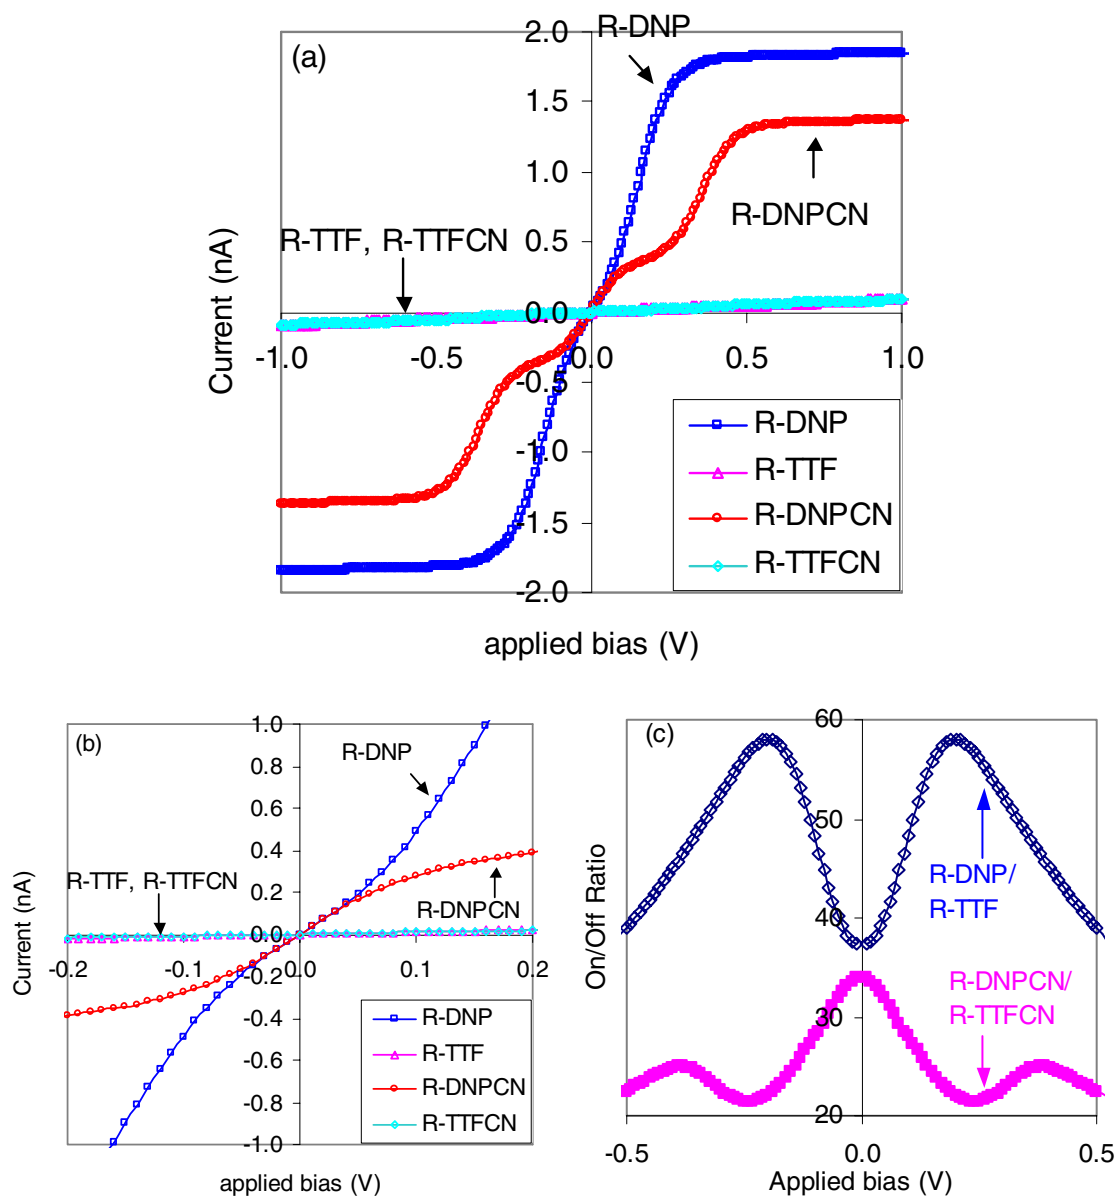 (a)
R-DNP
R-DNPCN
R-TTF, R-TTFCN
2.0
1.5
1.0
0.5
0.0
-0.5
-1.0
-1.5
-2.0
-1.0
-0.5
0.0
0.5
1.0
Current (nA)
applied bias (V)
R-DNP
R-TTF
R-DNPCN
R-TTFCN
(b)
R-DNP
R-TTF, R-TTFCN
R-DNPCN
1.0
0.8
0.6
0.4
0.2
0.0
-0.2
-0.4
-0.6
-0.8
-1.0
-0.2
-0.1
0.0
0.1
0.2
Current (nA)
applied bias (V)
R-DNP
R-TTF
R-DNPCN
R-TTFCN
(c)
60
50
40
30
20
R-DNP/
R-TTF
R-DNPCN/
R-TTFCN
On/Off Ratio
-0.5
0.0
0.5
Applied bias (V)